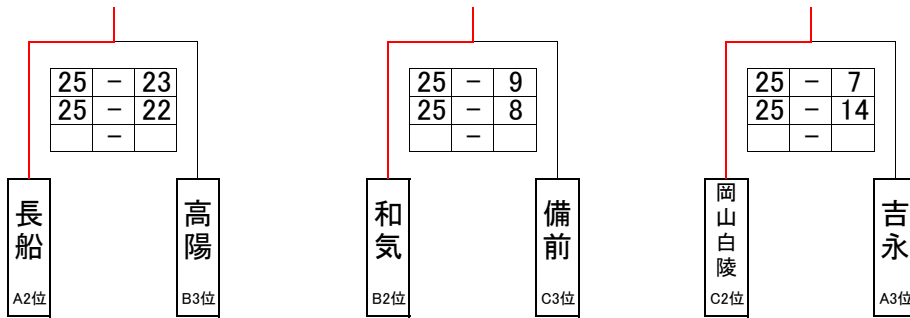 25 - 23
25 - 22
-
長船
A2位
高陽
B3位
25 - 9
25 - 8
-
和気
B2位
備前
C3位
25 - 7
25 - 14
-
岡山白陵
C2位
吉永
A3位